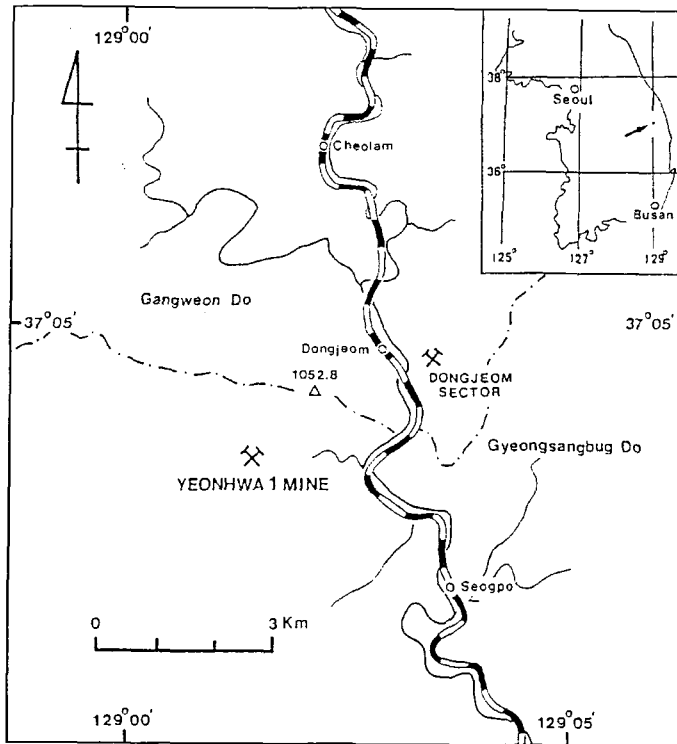 129°00′
38°
Seoul
36°
Busan
125°
127°
129°
Cheolam
Gangweon Do
37°05′
37°05′
Dongjeom
1052.8
DONGJEOM
SECTOR
Gyeongsangbug Do
YEONHWA 1 MINE
Seogpo
0
3 Km
129°00′
129°05′